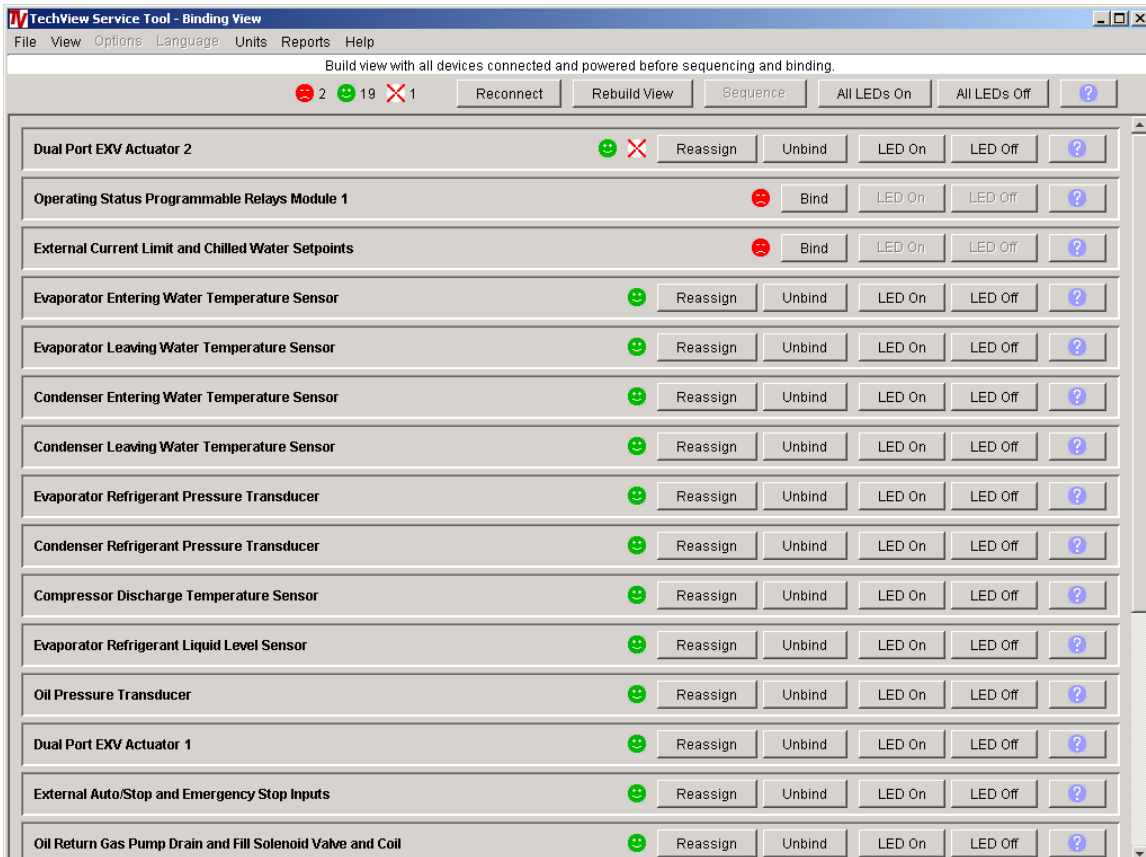 TV TechView Service Tool - Binding View
File View Options Language Units Reports Help
Build view with all devices connected and powered before sequencing and binding.
2 19 1 Reconnect Rebuild View Sequence All LEDs On All LEDs Off ?
Dual Port EXV Actuator 2 Reassign Unbind LED On LED Off ?
Operating Status Programmable Relays Module 1 Bind LED On LED Off ?
External Current Limit and Chilled Water Setpoints Bind LED On LED Off ?
Evaporator Entering Water Temperature Sensor Reassign Unbind LED On LED Off ?
Evaporator Leaving Water Temperature Sensor Reassign Unbind LED On LED Off ?
Condenser Entering Water Temperature Sensor Reassign Unbind LED On LED Off ?
Condenser Leaving Water Temperature Sensor Reassign Unbind LED On LED Off ?
Evaporator Refrigerant Pressure Transducer Reassign Unbind LED On LED Off ?
Condenser Refrigerant Pressure Transducer Reassign Unbind LED On LED Off ?
Compressor Discharge Temperature Sensor Reassign Unbind LED On LED Off ?
Evaporator Refrigerant Liquid Level Sensor Reassign Unbind LED On LED Off ?
Oil Pressure Transducer Reassign Unbind LED On LED Off ?
Dual Port EXV Actuator 1 Reassign Unbind LED On LED Off ?
External Auto/Stop and Emergency Stop Inputs Reassign Unbind LED On LED Off ?
Oil Return Gas Pump Drain and Fill Solenoid Valve and Coil Reassign Unbind LED On LED Off ?